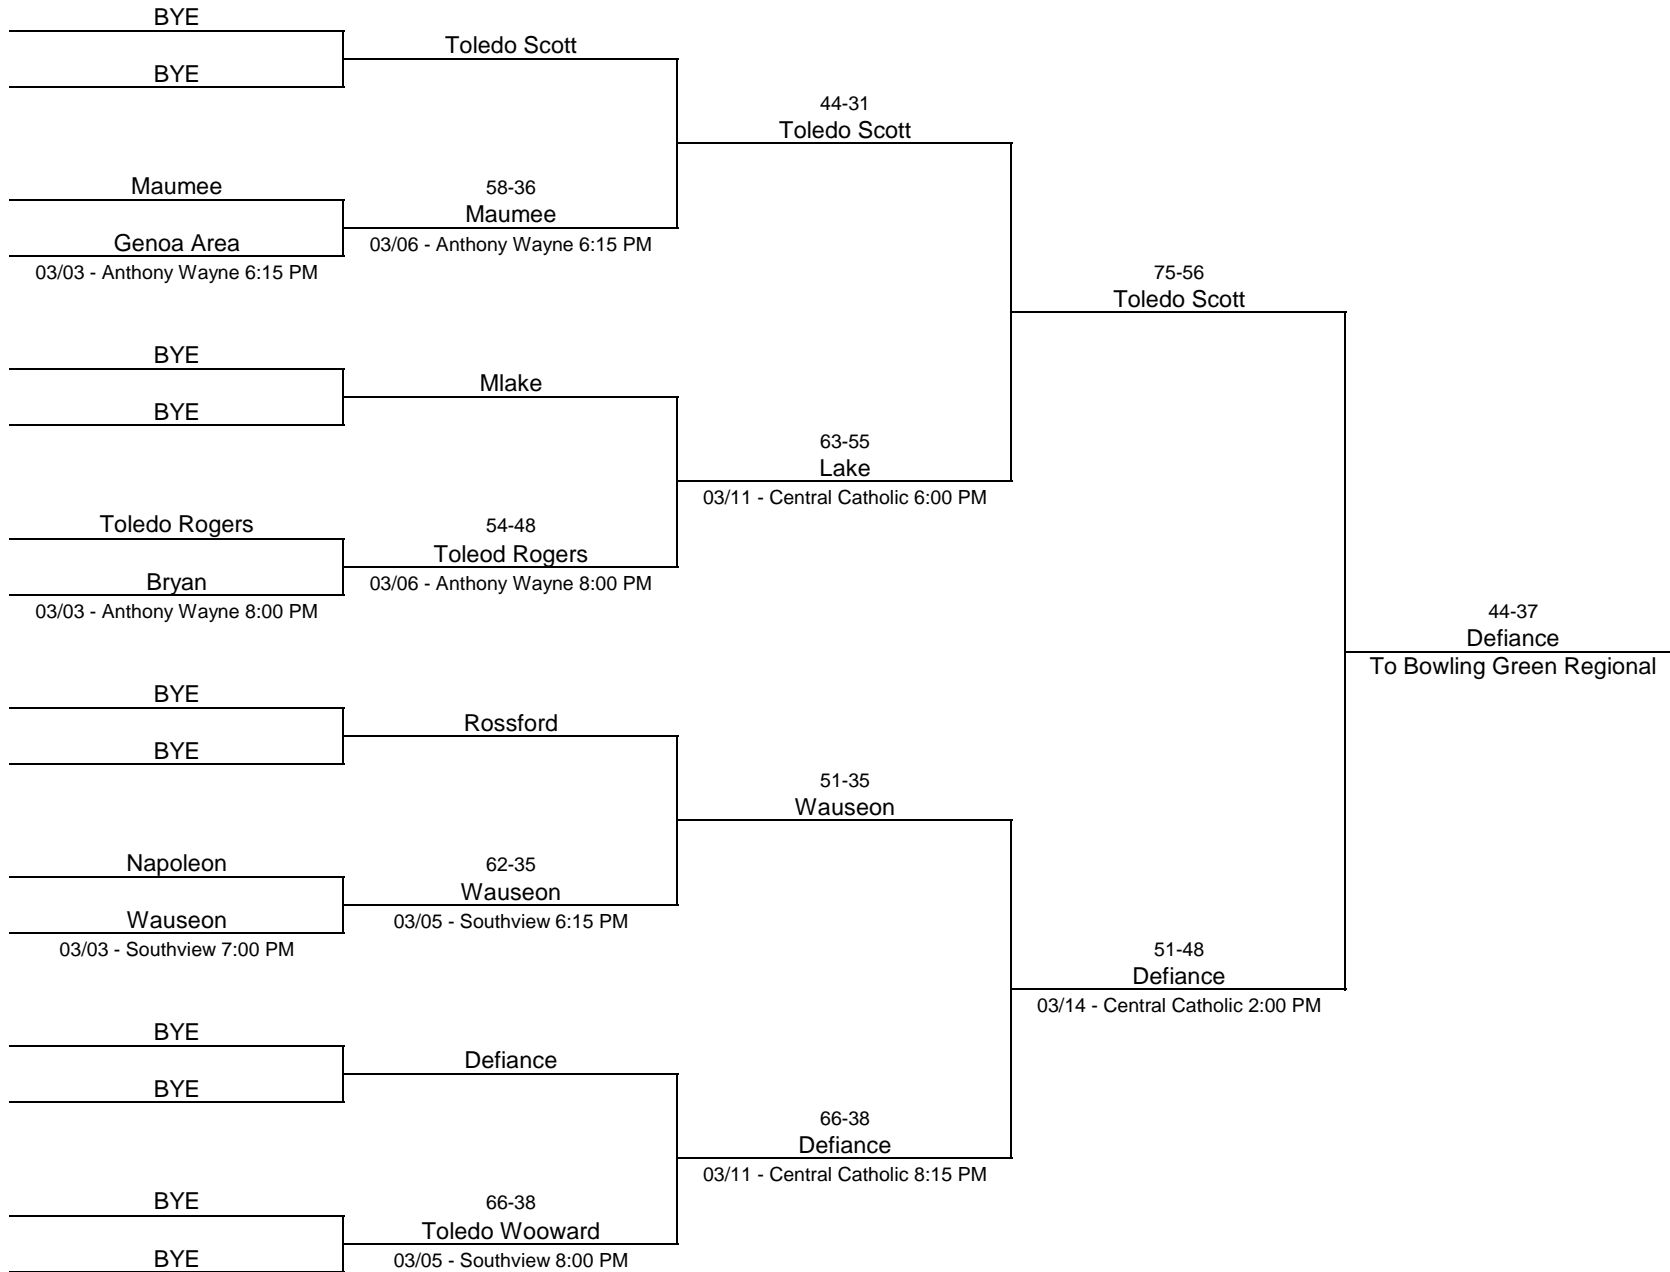 BYE
Toledo Scott
BYE
44-31
Toledo Scott
Maumee
58-36
Maumee
Genoa Area
03/06 - Anthony Wayne 6:15 PM
03/03 - Anthony Wayne 6:15 PM
75-56
Toledo Scott
BYE
Mlake
BYE
63-55
Lake
03/11 - Central Catholic 6:00 PM
Toledo Rogers
54-48
Toleod Rogers
Bryan
03/06 - Anthony Wayne 8:00 PM
03/03 - Anthony Wayne 8:00 PM
44-37
Defiance
To Bowling Green Regional
BYE
Rossford
BYE
51-35
Wauseon
Napoleon
62-35
Wauseon
Wauseon
03/05 - Southview 6:15 PM
03/03 - Southview 7:00 PM
51-48
Defiance
03/14 - Central Catholic 2:00 PM
BYE
Defiance
BYE
66-38
Defiance
03/11 - Central Catholic 8:15 PM
BYE
66-38
Toledo Wooward
BYE
03/05 - Southview 8:00 PM